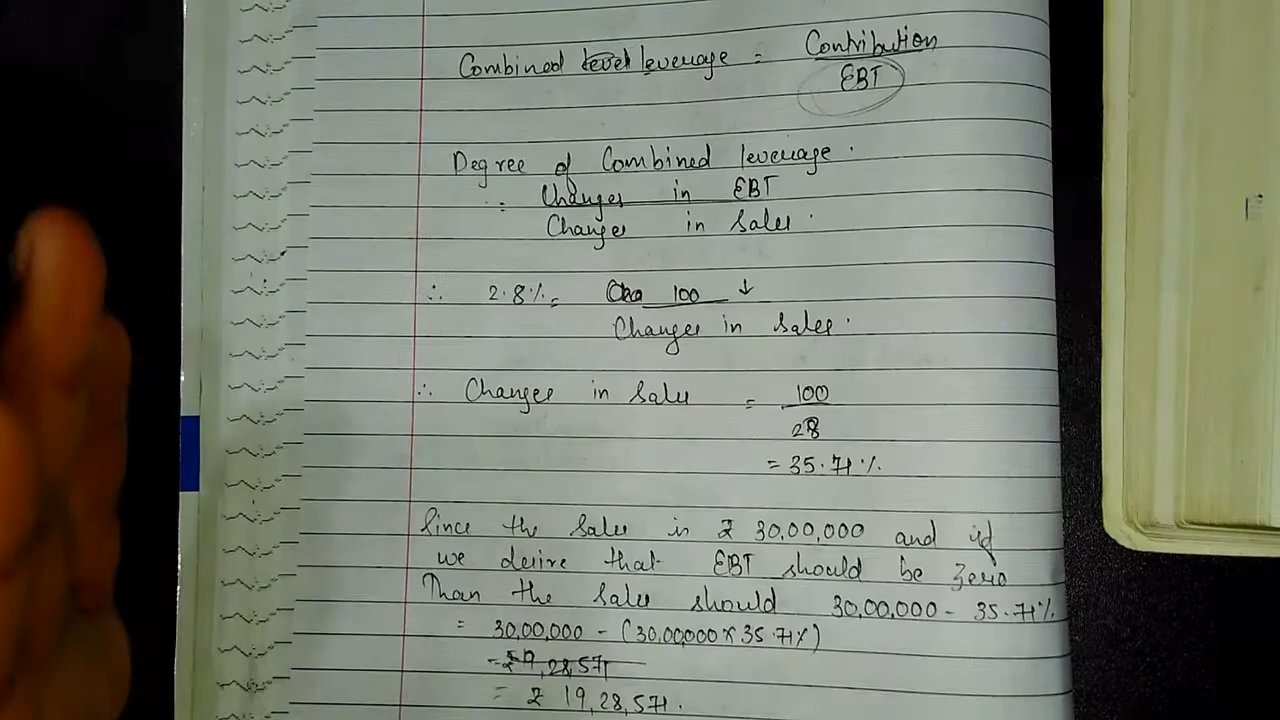 Combined level leverage = Contribution
EBT
Degree of Combined leverage.
= Changes in EBT
Changes in Sales.
∴ 2.8%= Cha 100 ↓
Changes in Sales.
∴ Changes in Sales = 100
28
= 35.71%
Since the Sales is ₹ 30,00,000 and if
we desire that EBT should be zero
Than the Sales should 30,00,000 - 35.71%
= 30,00,000 - (30,00,000 x 35.71%)
= ₹ 19,28,571.